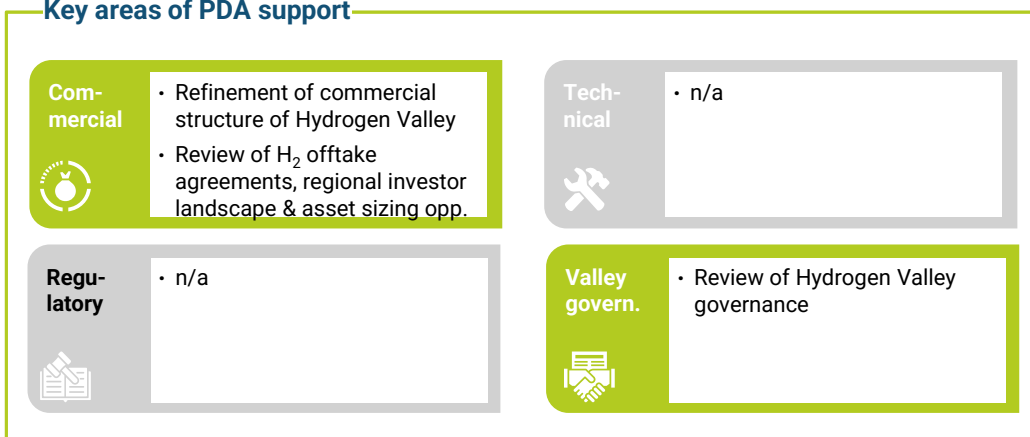 Key areas of PDA support
Com-
mercial
· Refinement of commercial
structure of Hydrogen Valley
· Review of H₂ offtake
agreements, regional investor
landscape & asset sizing opp.
Tech-
nical
· n/a
Regu-
latory
· n/a
Valley
govern.
· Review of Hydrogen Valley
governance